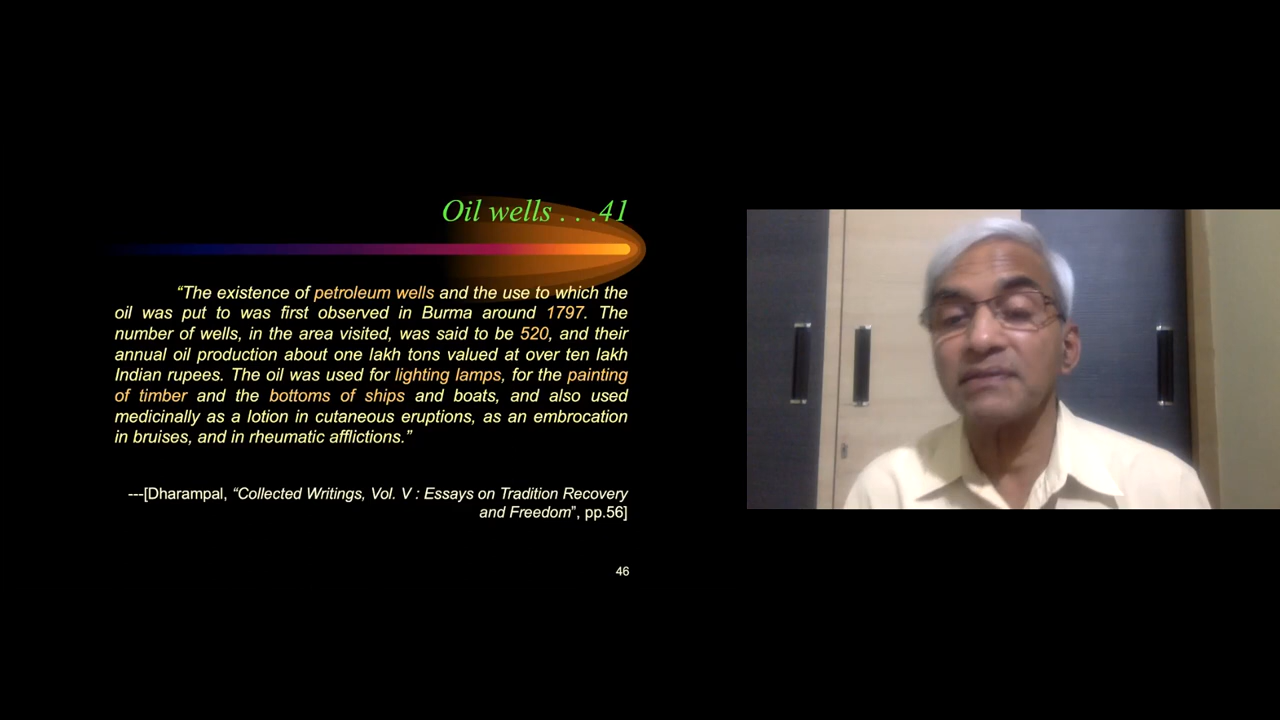 Oil wells . . .41
“The existence of petroleum wells and the use to which the
oil was put to was first observed in Burma around 1797. The
number of wells, in the area visited, was said to be 520, and their
annual oil production about one lakh tons valued at over ten lakh
Indian rupees. The oil was used for lighting lamps, for the painting
of timber and the bottoms of ships and boats, and also used
medicinally as a lotion in cutaneous eruptions, as an embrocation
in bruises, and in rheumatic afflictions.”
---[Dharampal, “Collected Writings, Vol. V : Essays on Tradition Recovery
and Freedom”, pp.56]
46